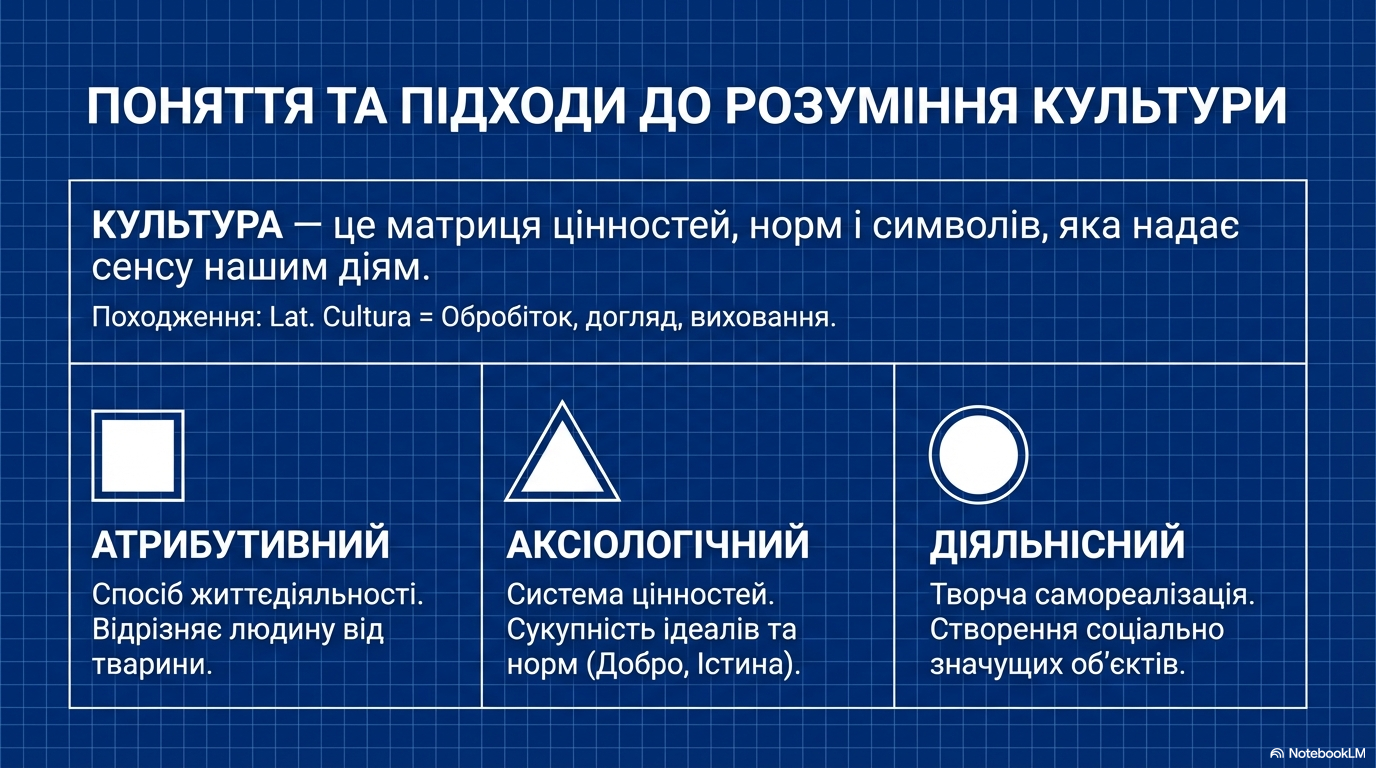 ПОНЯТТЯ ТА ПІДХОДИ ДО РОЗУМІННЯ КУЛЬТУРИ
КУЛЬТУРА — це матриця цінностей, норм і символів, яка надає
сенсу нашим діям.
Походження: Lat. Cultura = Обробіток, догляд, виховання.
АТРИБУТИВНИЙ
Спосіб життєдіяльності.
Відрізняє людину від
тварини.
АКСІОЛОГІЧНИЙ
Система цінностей.
Сукупність ідеалів та
норм (Добро, Істина).
ДІЯЛЬНІСНИЙ
Творча самореалізація.
Створення соціально
значущих об’єктів.
NotebookLM